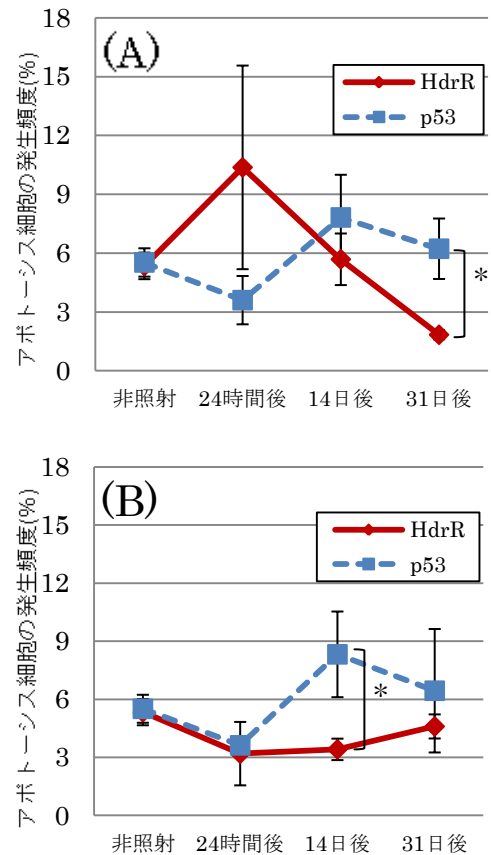 (A)
アポトーシス細胞の発生頻度(%)
18
15
12
9
6
3
0
HdrR
p53
*
非照射 24時間後 14日後 31日後
(B)
アポトーシス細胞の発生頻度(%)
18
15
12
9
6
3
0
HdrR
p53
*
非照射 24時間後 14日後 31日後